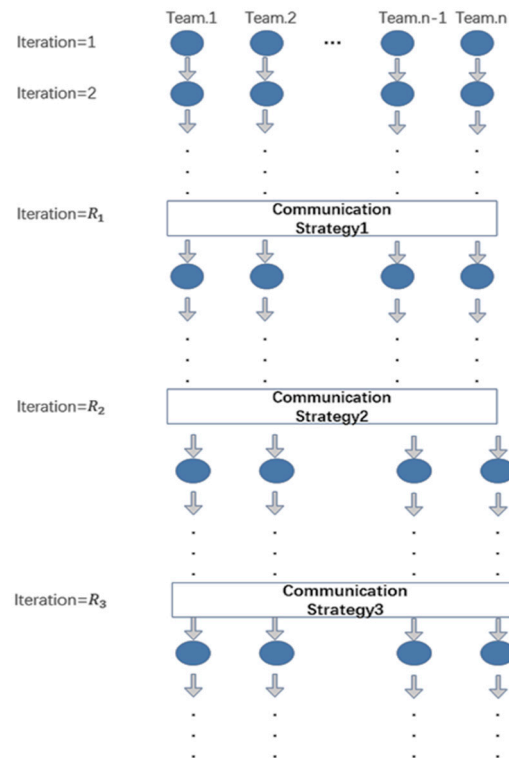 Team.1 Team.2 ... Team.n-1 Team.n
Iteration=1
Iteration=2
Iteration=R₁
Communication
Strategy1
Iteration=R₂
Communication
Strategy2
Iteration=R₃
Communication
Strategy3